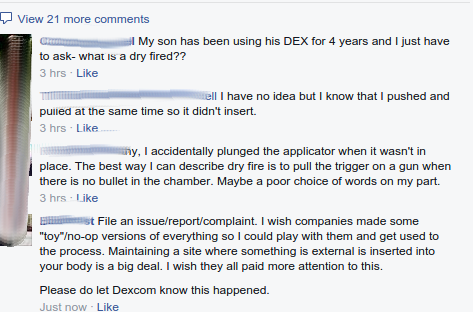 View 21 more comments
My son has been using his DEX for 4 years and I just have
to ask- what is a dry fired??
3 hrs · Like
I have no idea but I know that I pushed and
pulled at the same time so it didn't insert.
3 hrs · Like
I accidentally plunged the applicator when it wasn't in
place. The best way I can describe dry fire is to pull the trigger on a gun when
there is no bullet in the chamber. Maybe a poor choice of words on my part.
3 hrs · Like
File an issue/report/complaint. I wish companies made some
"toy"/no-op versions of everything so I could play with them and get used to
the process. Maintaining a site where something is external is inserted into
your body is a big deal. I wish they all paid more attention to this.
Please do let Dexcom know this happened.
Just now · Like